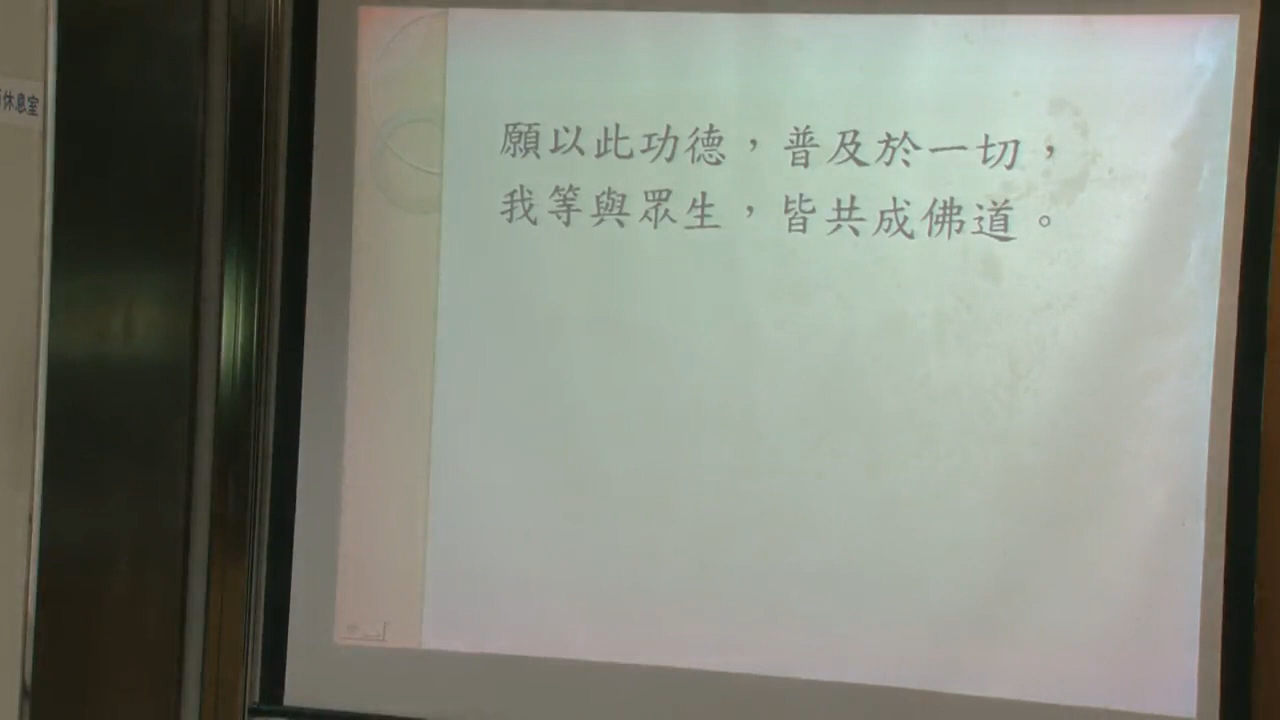 休息室
願以此功德，普及於一切，
我等與眾生，皆共成佛道。